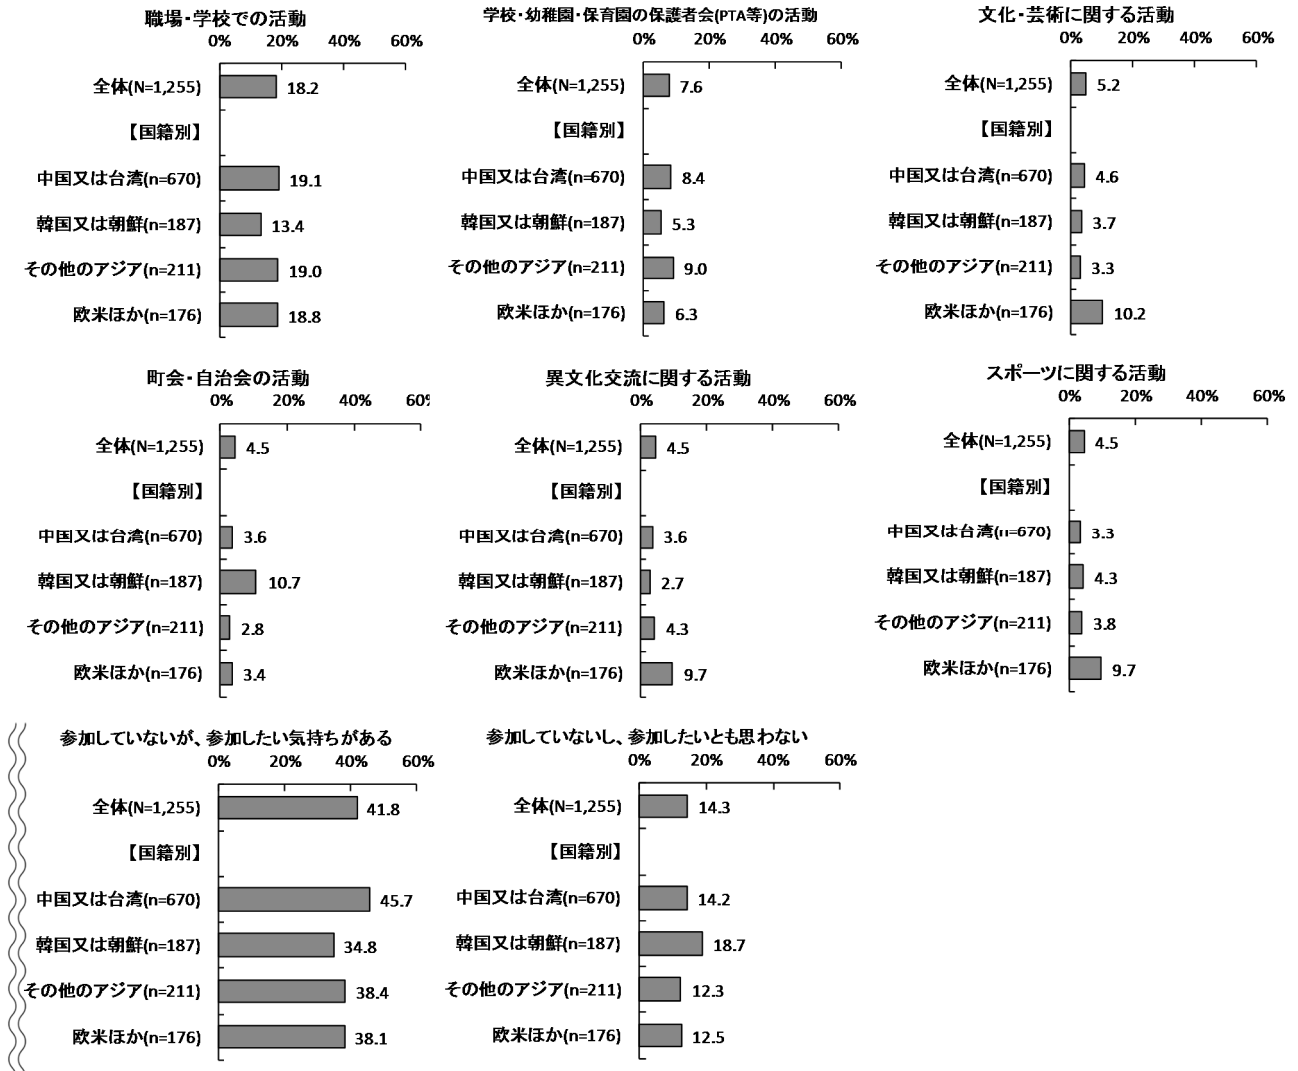 職場・学校での活動
0% 20% 40% 60%
全体(N=1,255) 18.2
【国籍別】
中国又は台湾(n=670) 19.1
韓国又は朝鮮(n=187) 13.4
その他のアジア(n=211) 19.0
欧米ほか(n=176) 18.8
学校・幼稚園・保育園の保護者会(PTA等)の活動
0% 20% 40% 60%
全体(N=1,255) 7.6
【国籍別】
中国又は台湾(n=670) 8.4
韓国又は朝鮮(n=187) 5.3
その他のアジア(n=211) 9.0
欧米ほか(n=176) 6.3
文化・芸術に関する活動
0% 20% 40% 60%
全体(N=1,255) 5.2
【国籍別】
中国又は台湾(n=670) 4.6
韓国又は朝鮮(n=187) 3.7
その他のアジア(n=211) 3.3
欧米ほか(n=176) 10.2
町会・自治会の活動
0% 20% 40% 60%
全体(N=1,255) 4.5
【国籍別】
中国又は台湾(n=670) 3.6
韓国又は朝鮮(n=187) 10.7
その他のアジア(n=211) 2.8
欧米ほか(n=176) 3.4
異文化交流に関する活動
0% 20% 40% 60%
全体(N=1,255) 4.5
【国籍別】
中国又は台湾(n=670) 3.6
韓国又は朝鮮(n=187) 2.7
その他のアジア(n=211) 4.3
欧米ほか(n=176) 9.7
スポーツに関する活動
0% 20% 40% 60%
全体(N=1,255) 4.5
【国籍別】
中国又は台湾(n=670) 3.3
韓国又は朝鮮(n=187) 4.3
その他のアジア(n=211) 3.8
欧米ほか(n=176) 9.7
参加していないが、参加したい気持ちがある
0% 20% 40% 60%
全体(N=1,255) 41.8
【国籍別】
中国又は台湾(n=670) 45.7
韓国又は朝鮮(n=187) 34.8
その他のアジア(n=211) 38.4
欧米ほか(n=176) 38.1
参加していないし、参加したいとも思わない
0% 20% 40% 60%
全体(N=1,255) 14.3
【国籍別】
中国又は台湾(n=670) 14.2
韓国又は朝鮮(n=187) 18.7
その他のアジア(n=211) 12.3
欧米ほか(n=176) 12.5